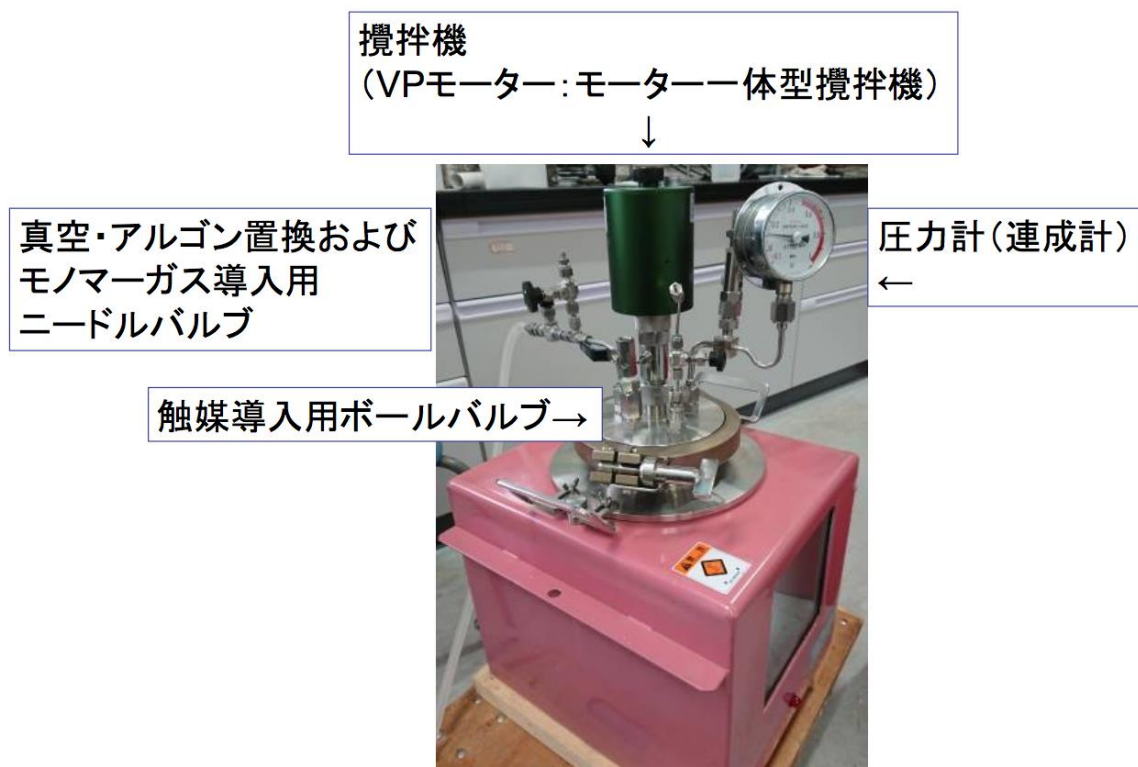 攪拌機
（VPモーター：モーター一体型攪拌機）
↓
真空・アルゴン置換および
モノマーガス導入用
ニードルバルブ
圧力計（連成計）
←
触媒導入用ボールバルブ→